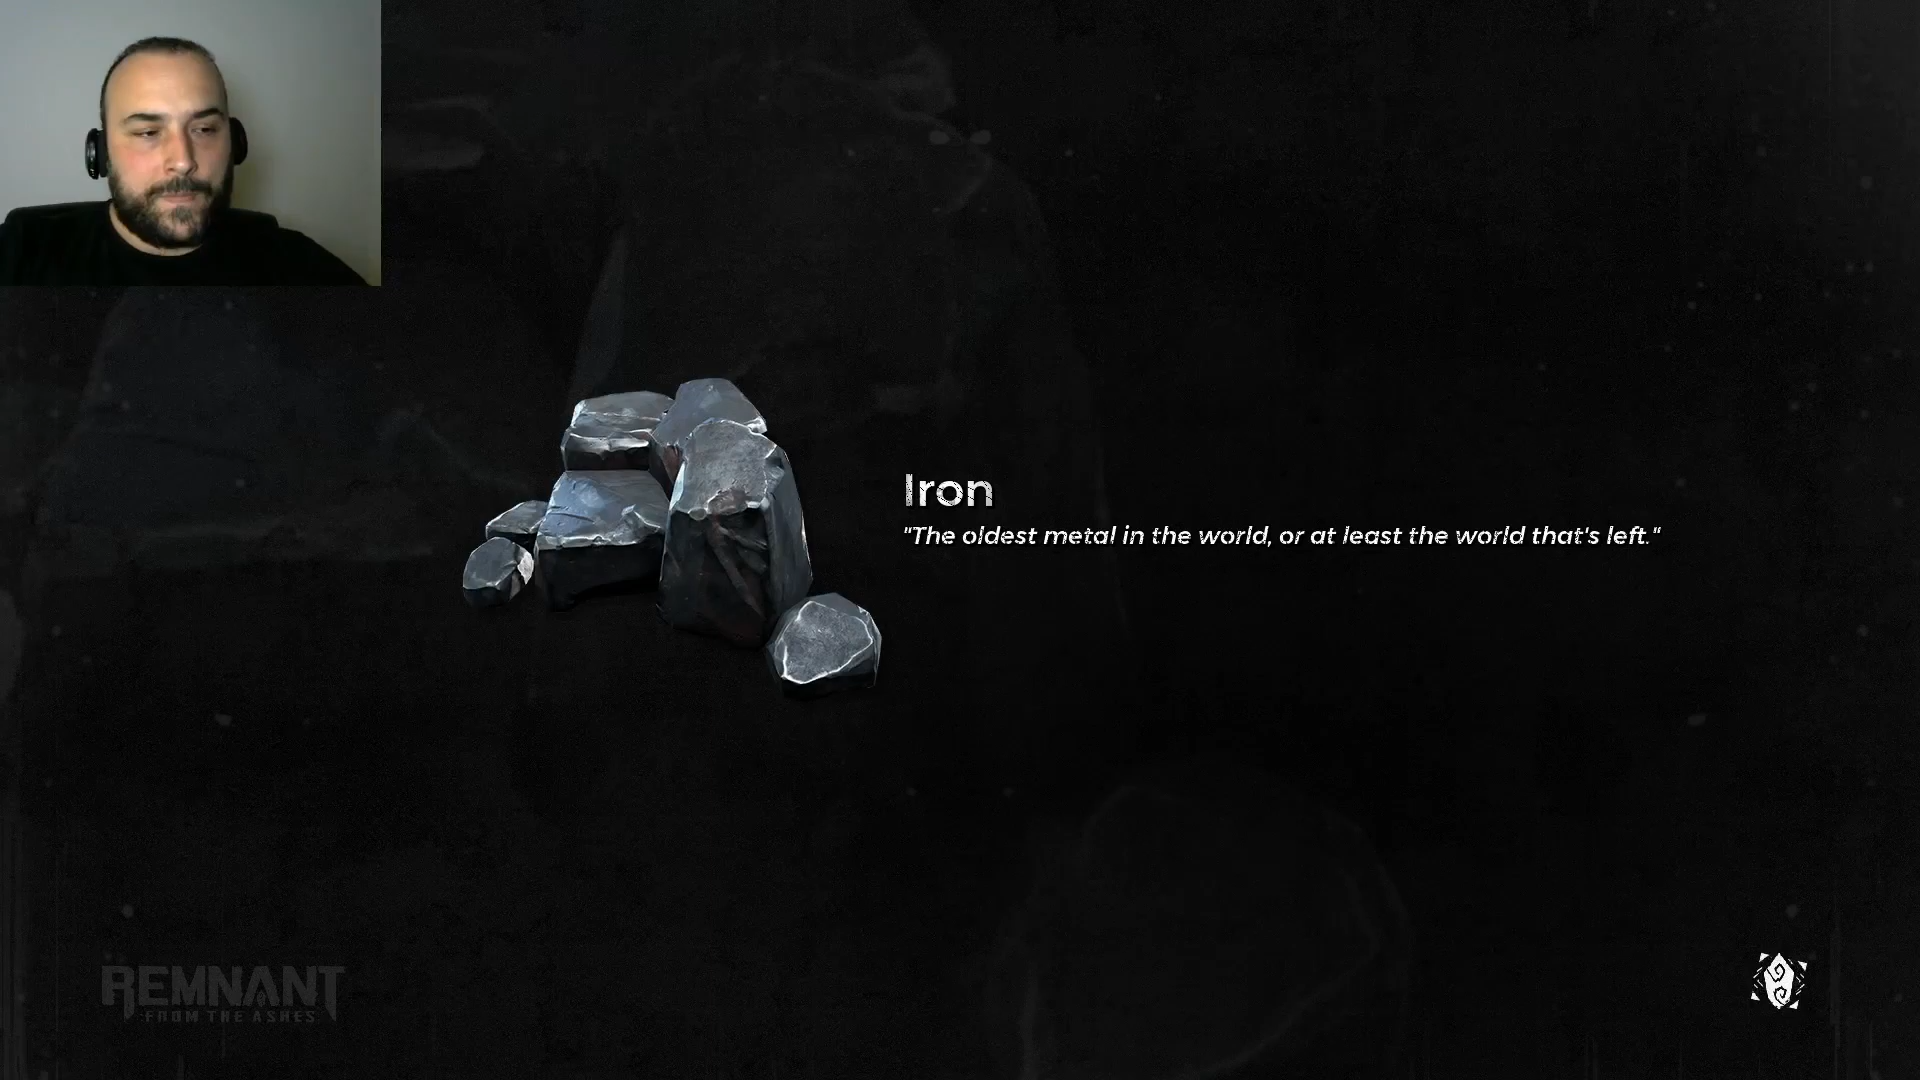 Iron
"The oldest metal in the world, or at least the world that's left."
REMNANT
FROM THE ASHES